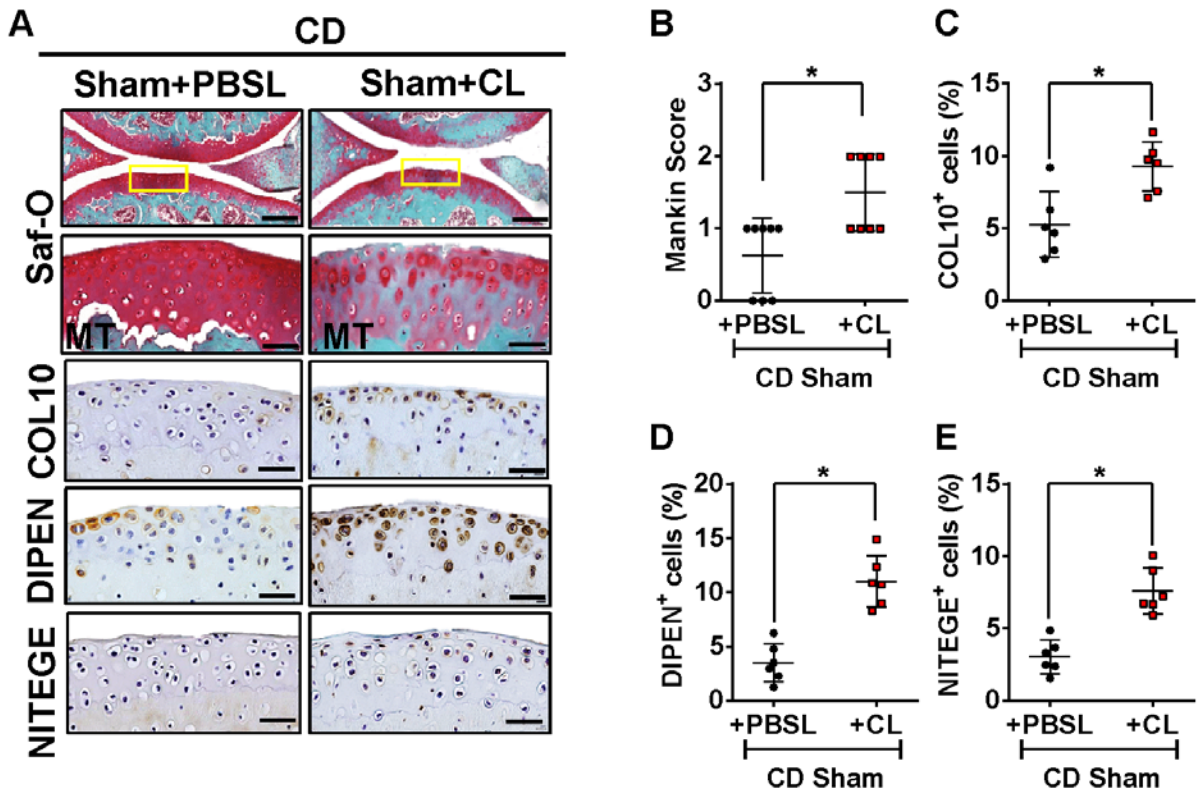 A
CD
Sham+PBSL
Sham+CL
Saf-O
MT
MT
COL10
DIPEN
NITEGE
B
*
Mankin Score
3
2
1
0
+PBSL
+CL
CD Sham
C
*
COL10+ cells (%)
15
10
5
0
+PBSL
+CL
CD Sham
D
*
DIPEN+ cells (%)
20
15
10
5
0
+PBSL
+CL
CD Sham
E
*
NITEGE+ cells (%)
15
10
5
0
+PBSL
+CL
CD Sham